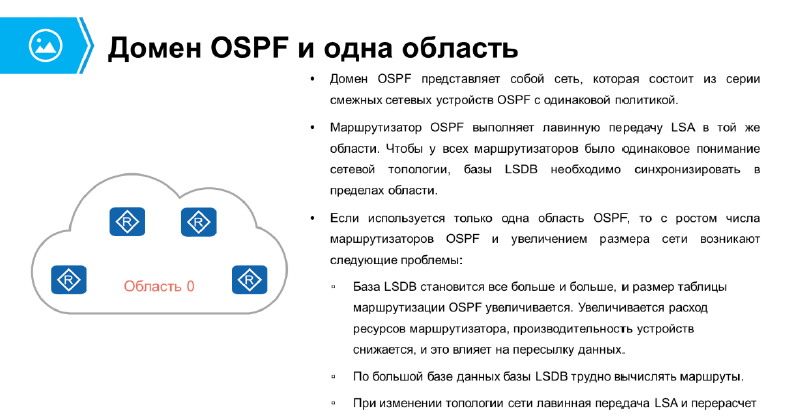 Домен OSPF и одна область
• Домен OSPF представляет собой сеть, которая состоит из серии
смежных сетевых устройств OSPF с одинаковой политикой.
• Маршрутизатор OSPF выполняет лавинную передачу LSA в той же
области. Чтобы у всех маршрутизаторов было одинаковое понимание
сетевой топологии, базы LSDB необходимо синхронизировать в
пределах области.
• Если используется только одна область OSPF, то с ростом числа
маршрутизаторов OSPF и увеличением размера сети возникают
следующие проблемы:
▫ База LSDB становится все больше и больше, и размер таблицы
маршрутизации OSPF увеличивается. Увеличивается расход
ресурсов маршрутизатора, производительность устройств
снижается, и это влияет на пересылку данных.
▫ По большой базе данных базы LSDB трудно вычислять маршруты.
▫ При изменении топологии сети лавинная передача LSA и перерасчет
R
R
R
Область 0
R